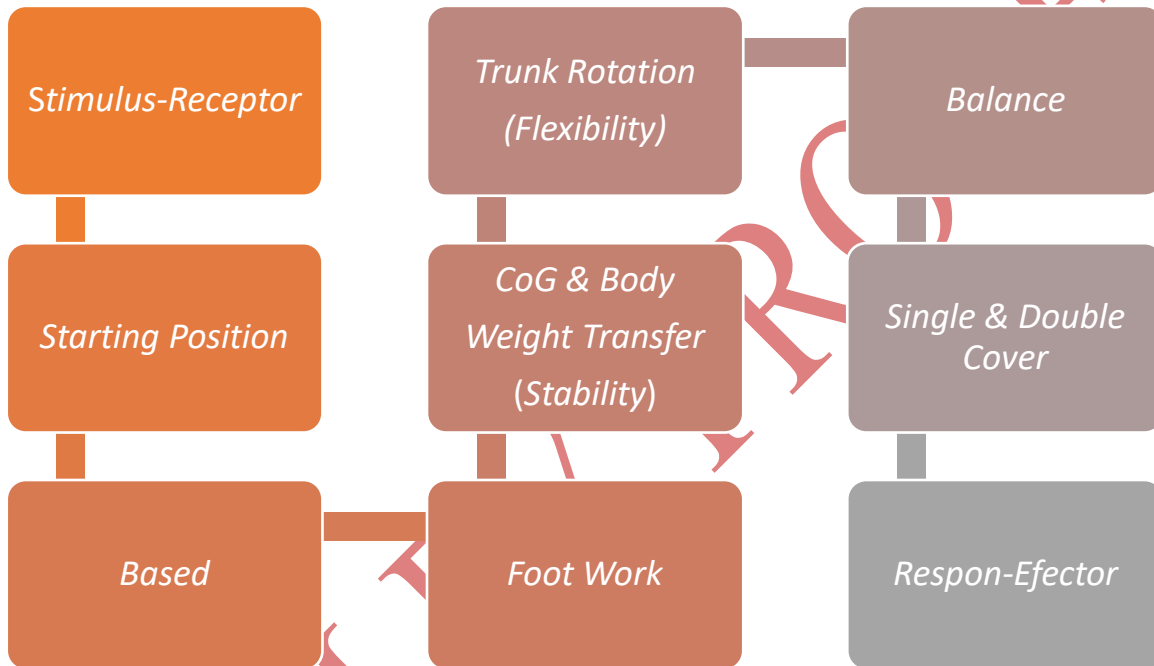 Stimulus-Receptor
Starting Position
Based
Foot Work
CoG & Body
Weight Transfer
(Stability)
Trunk Rotation
(Flexibility)
Balance
Single & Double
Cover
Respon-Efector